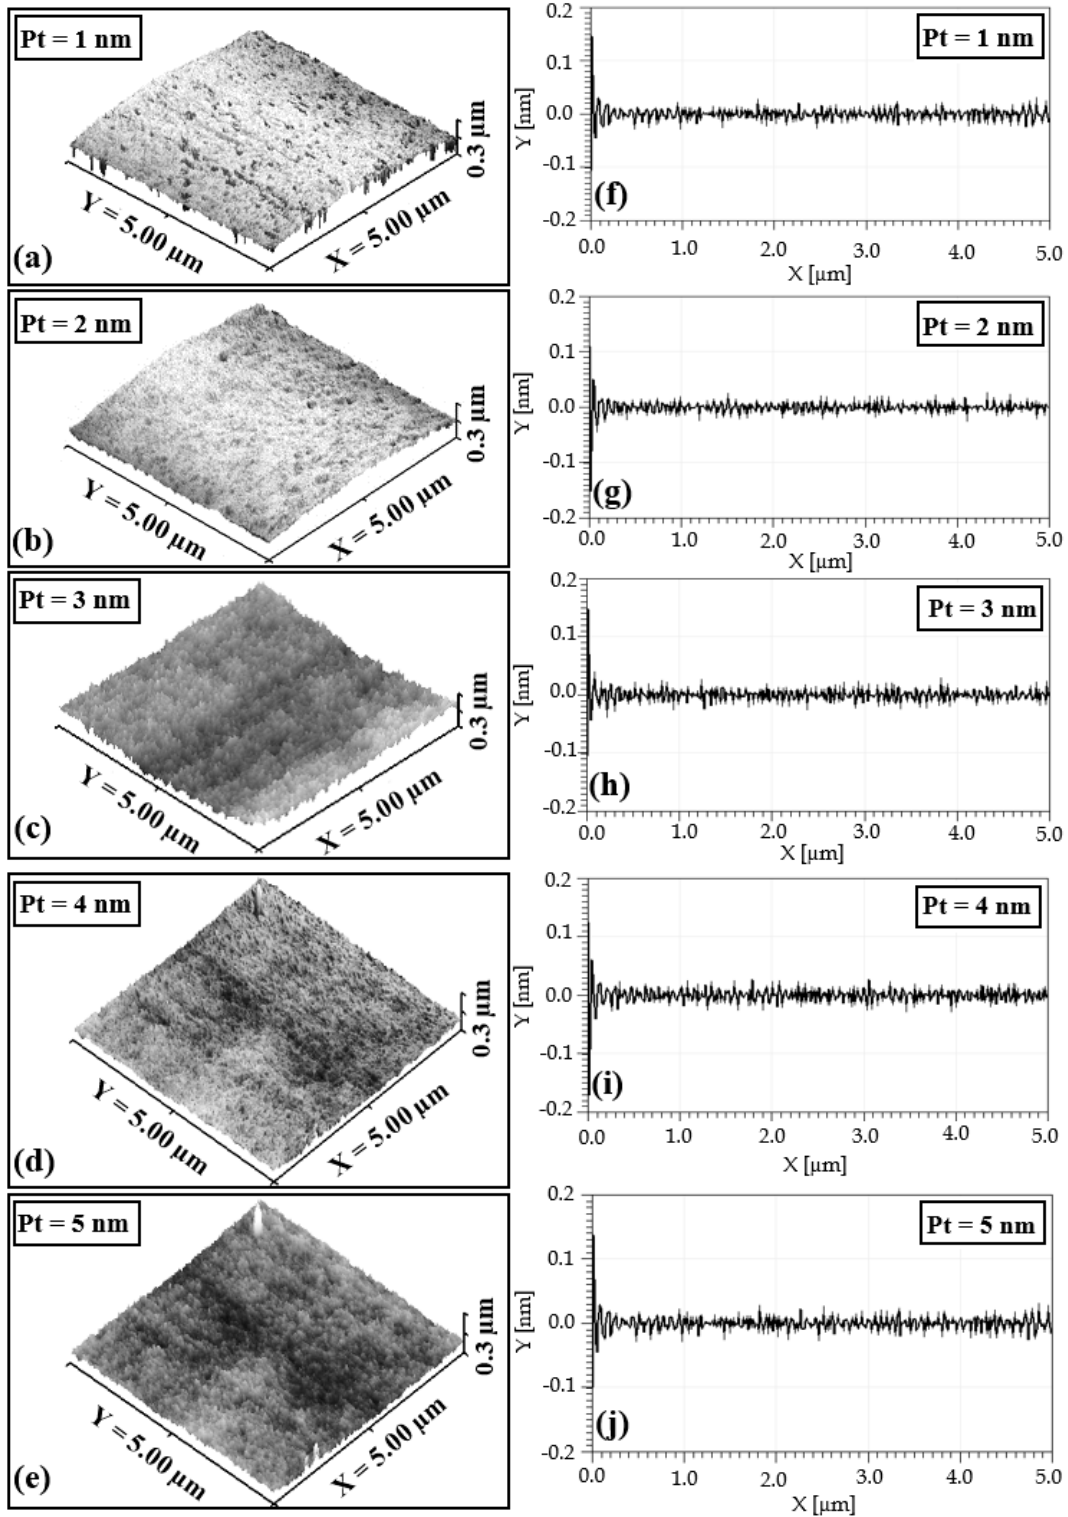 Pt = 1 nm
0.3 µm
Y = 5.00 µm
X = 5.00 µm
(a)
0.2
0.1
0.0
-0.1
-0.2
Y [nm]
Pt = 1 nm
(f)
0.0 1.0 2.0 3.0 4.0 5.0
X [µm]
Pt = 2 nm
0.3 µm
Y = 5.00 µm
X = 5.00 µm
(b)
0.2
0.1
0.0
-0.1
-0.2
Y [nm]
Pt = 2 nm
(g)
0.0 1.0 2.0 3.0 4.0 5.0
X [µm]
Pt = 3 nm
0.3 µm
Y = 5.00 µm
X = 5.00 µm
(c)
0.2
0.1
0.0
-0.1
-0.2
Y [nm]
Pt = 3 nm
(h)
0.0 1.0 2.0 3.0 4.0 5.0
X [µm]
Pt = 4 nm
0.3 µm
Y = 5.00 µm
X = 5.00 µm
(d)
0.2
0.1
0.0
-0.1
-0.2
Y [nm]
Pt = 4 nm
(i)
0.0 1.0 2.0 3.0 4.0 5.0
X [µm]
Pt = 5 nm
0.3 µm
Y = 5.00 µm
X = 5.00 µm
(e)
0.2
0.1
0.0
-0.1
-0.2
Y [nm]
Pt = 5 nm
(j)
0.0 1.0 2.0 3.0 4.0 5.0
X [µm]